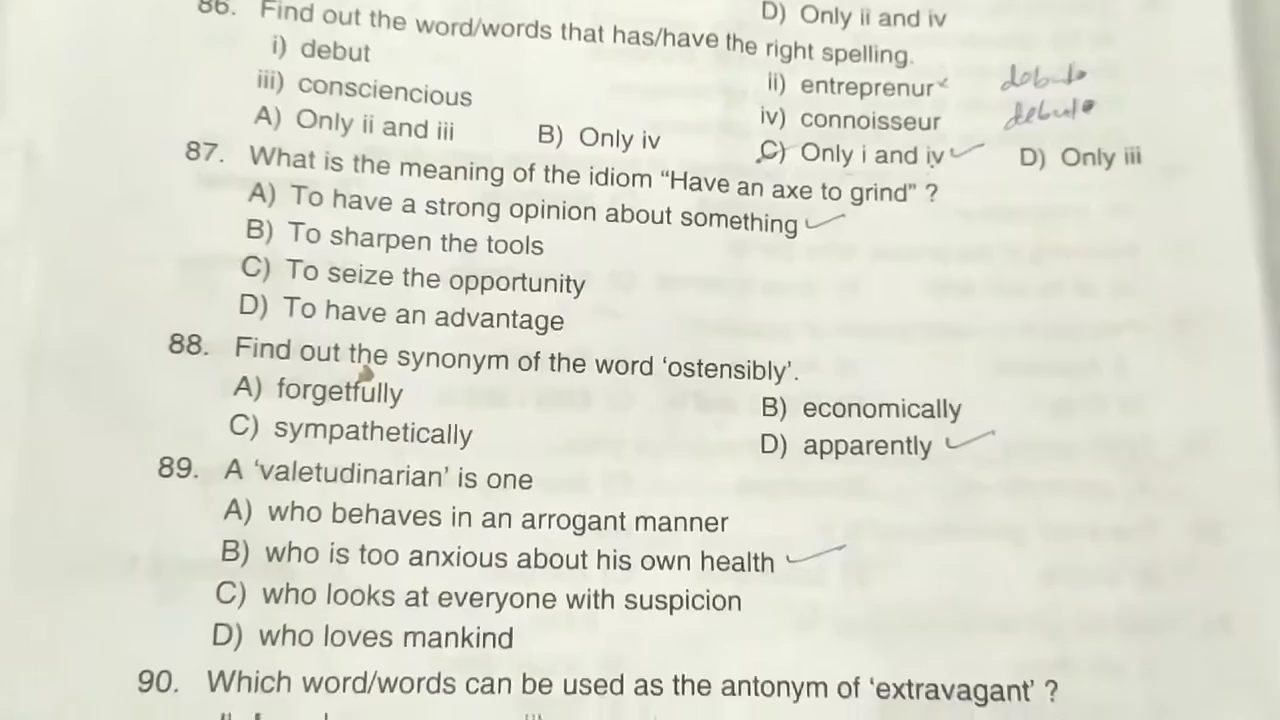 D) Only ii and iv
86. Find out the word/words that has/have the right spelling.
i) debut
ii) entreprenur
iii) consciencious
iv) connoisseur
A) Only ii and iii B) Only iv C) Only i and iv D) Only iii
87. What is the meaning of the idiom “Have an axe to grind” ?
A) To have a strong opinion about something
B) To sharpen the tools
C) To seize the opportunity
D) To have an advantage
88. Find out the synonym of the word ‘ostensibly’.
A) forgetfully
B) economically
C) sympathetically
D) apparently
89. A ‘valetudinarian’ is one
A) who behaves in an arrogant manner
B) who is too anxious about his own health
C) who looks at everyone with suspicion
D) who loves mankind
90. Which word/words can be used as the antonym of ‘extravagant’ ?